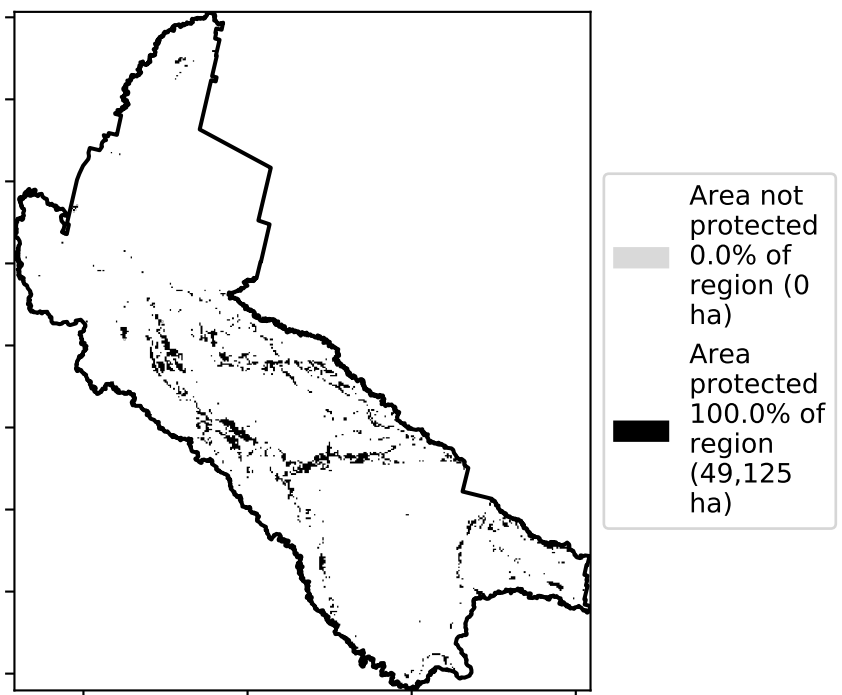 Area not
protected
0.0% of
region (0
ha)
Area
protected
100.0% of
region
(49,125
ha)